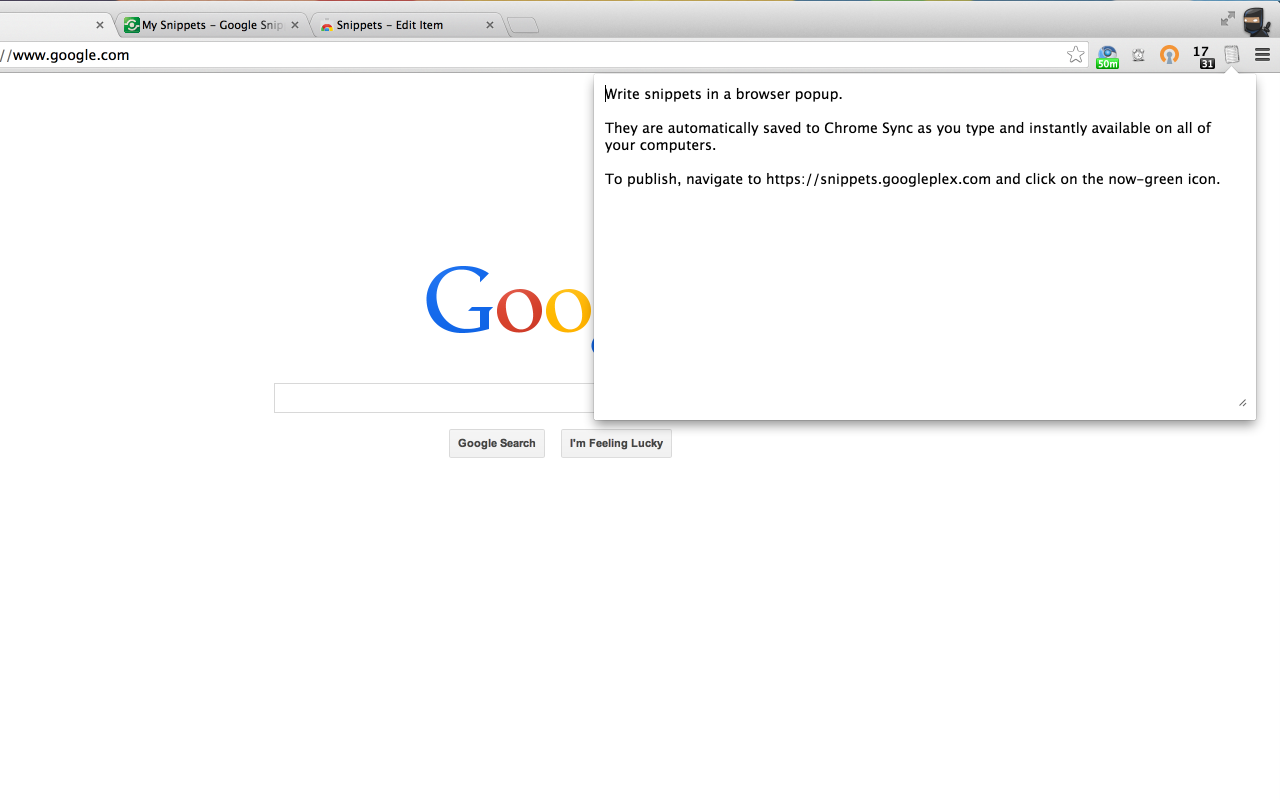 My Snippets – Google Snip
Snippets – Edit Item
//www.google.com
50m
17
31
Write snippets in a browser popup.
They are automatically saved to Chrome Sync as you type and instantly available on all of
your computers.
To publish, navigate to https://snippets.googleplex.com and click on the now-green icon.
Goo
Google Search
I'm Feeling Lucky